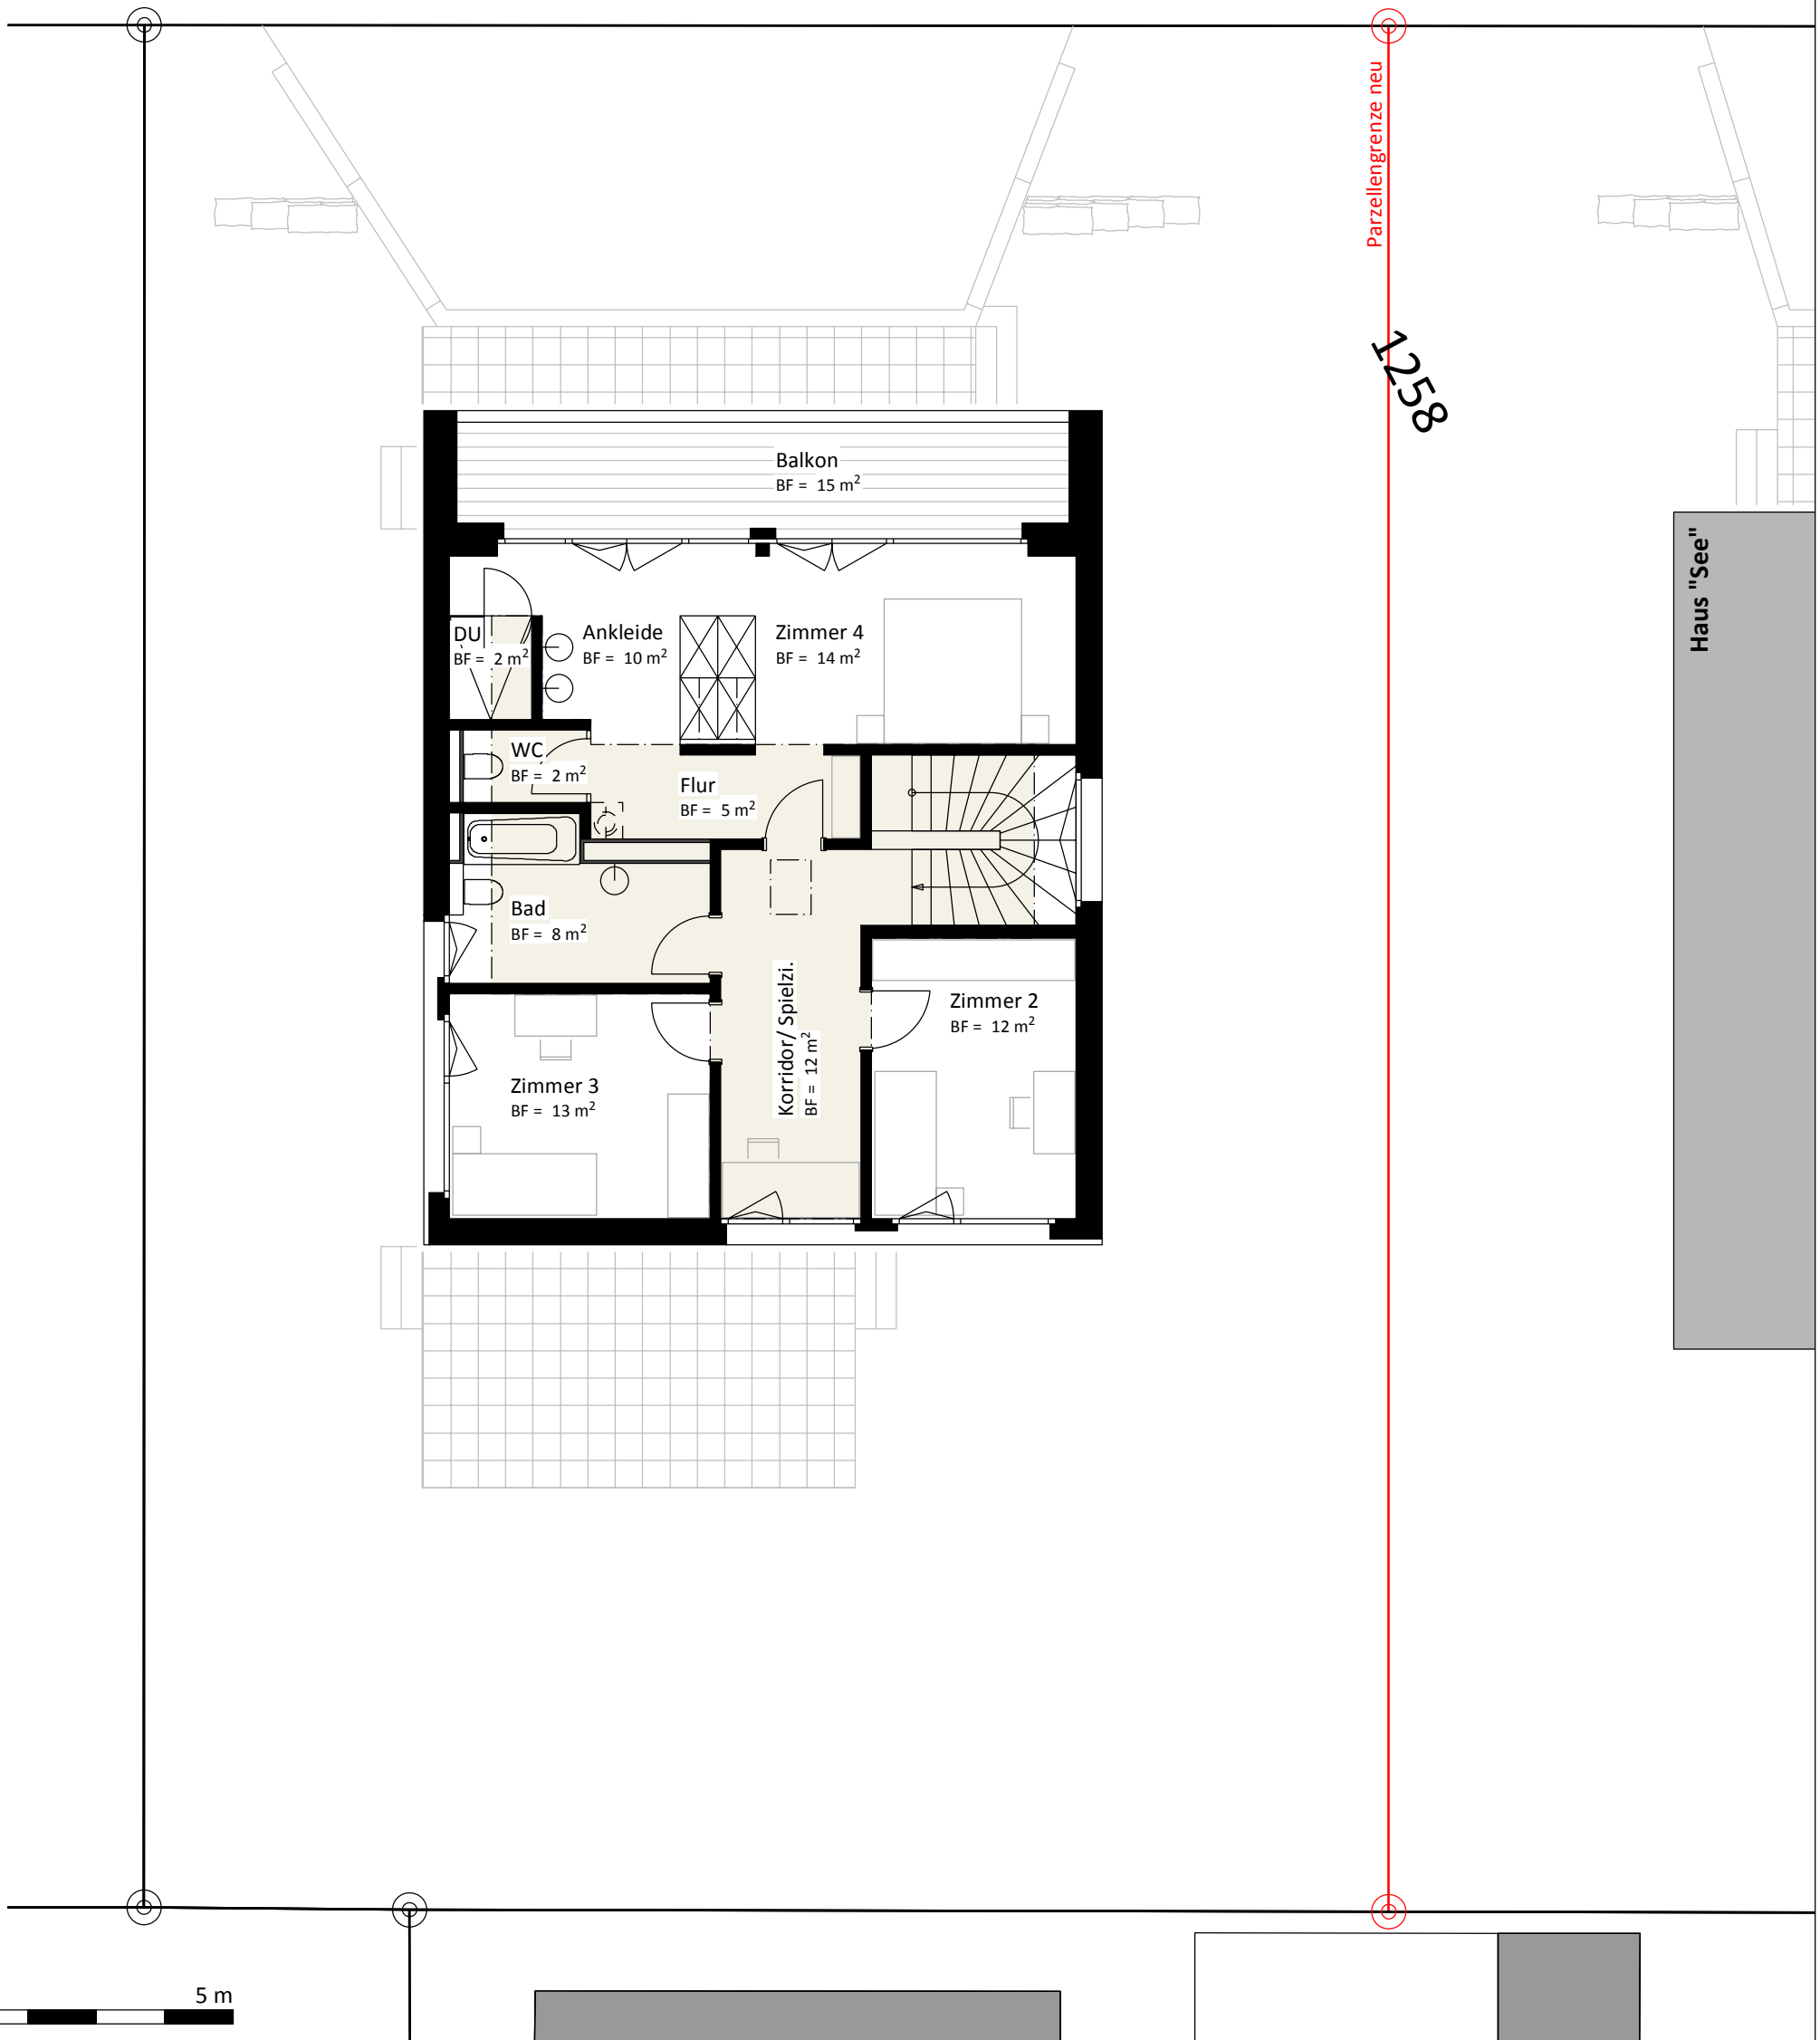 Parzellengrenze neu
1258
Balkon
BF = 15 m²
Haus "See"
DU
BF = 2 m²
Ankleide
BF = 10 m²
Zimmer 4
BF = 14 m²
WC
BF = 2 m²
Flur
BF = 5 m²
Bad
BF = 8 m²
Korridor/ Spielzi.
BF = 12 m²
Zimmer 2
BF = 12 m²
Zimmer 3
BF = 13 m²
5 m